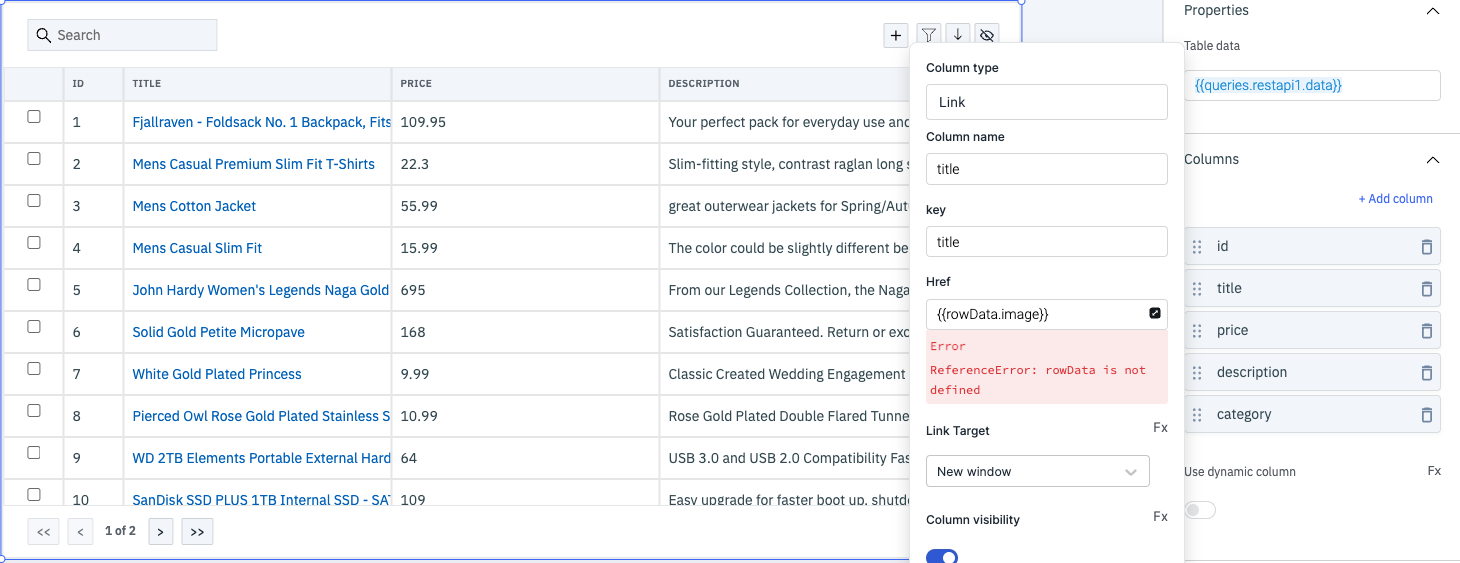 Search
ID TITLE PRICE DESCRIPTION
1 Fjallraven - Foldsack No. 1 Backpack, Fits 109.95 Your perfect pack for everyday use and
2 Mens Casual Premium Slim Fit T-Shirts 22.3 Slim-fitting style, contrast raglan long s
3 Mens Cotton Jacket 55.99 great outerwear jackets for Spring/Aut
4 Mens Casual Slim Fit 15.99 The color could be slightly different be
5 John Hardy Women's Legends Naga Gold 695 From our Legends Collection, the Naga
6 Solid Gold Petite Micropave 168 Satisfaction Guaranteed. Return or exc
7 White Gold Plated Princess 9.99 Classic Created Wedding Engagement
8 Pierced Owl Rose Gold Plated Stainless S 10.99 Rose Gold Plated Double Flared Tunne
9 WD 2TB Elements Portable External Hard 64 USB 3.0 and USB 2.0 Compatibility Fas
10 SanDisk SSD PLUS 1TB Internal SSD - SAT 109 Easy upgrade for faster boot up, shutdo
<< < 1 of 2 > >>
Column type
Link
Column name
title
key
title
Href
{{rowData.image}}
Error
ReferenceError: rowData is not
defined
Link Target Fx
New window
Column visibility Fx
Properties
Table data
{{queries.restapi1.data}}
Columns
+ Add column
id
title
price
description
category
Use dynamic column Fx